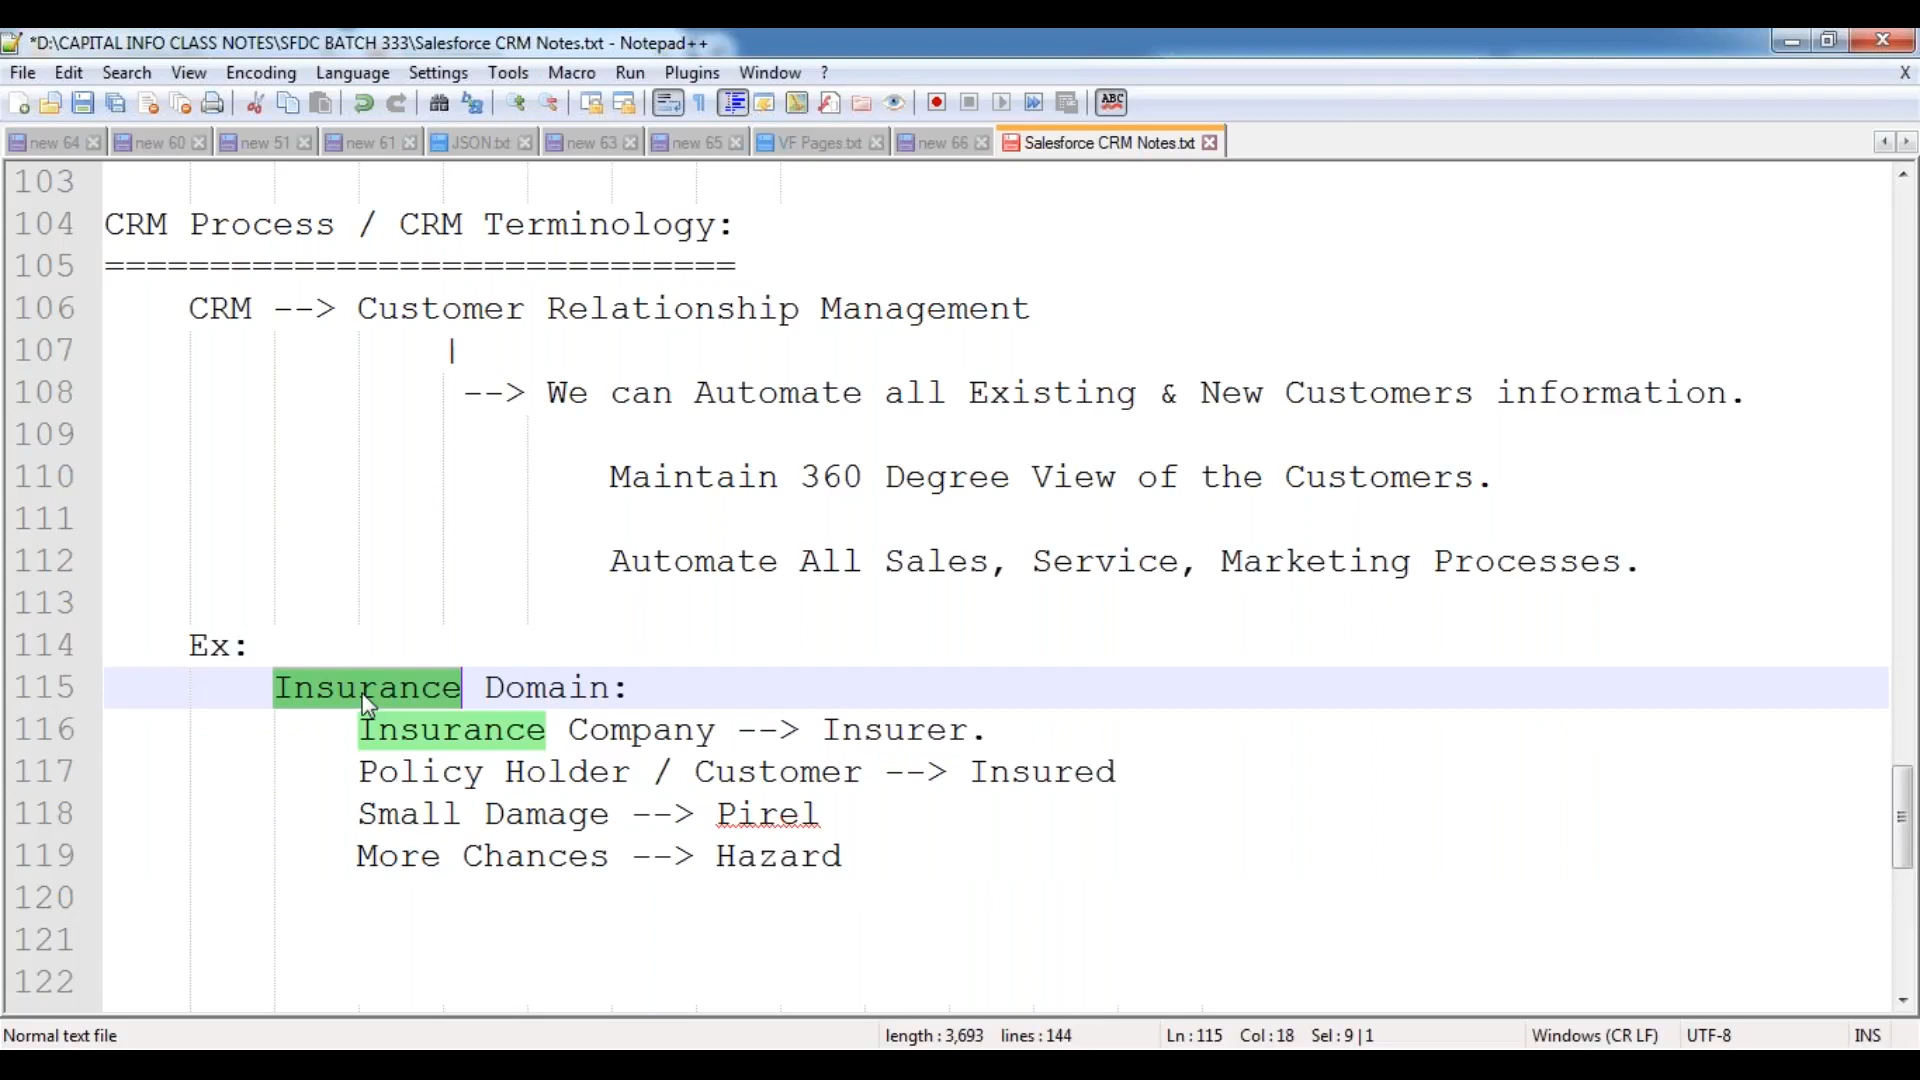 *D:\CAPITAL INFO CLASS NOTES\SFDC BATCH 333\Salesforce CRM Notes.txt - Notepad++
File Edit Search View Encoding Language Settings Tools Macro Run Plugins Window ? X
new 64 new 60 new 51 new 61 JSON.txt new 63 new 65 VF Pages.txt new 66 Salesforce CRM Notes.txt
103
104 CRM Process / CRM Terminology:
105 ===============================
106 CRM --> Customer Relationship Management
107 |
108 --> We can Automate all Existing & New Customers information.
109
110 Maintain 360 Degree View of the Customers.
111
112 Automate All Sales, Service, Marketing Processes.
113
114 Ex:
115 Insurance Domain:
116 Insurance Company --> Insurer.
117 Policy Holder / Customer --> Insured
118 Small Damage --> Pirel
119 More Chances --> Hazard
120
121
122
Normal text file length : 3,693 lines : 144 Ln : 115 Col : 18 Sel : 9 | 1 Windows (CR LF) UTF-8 INS